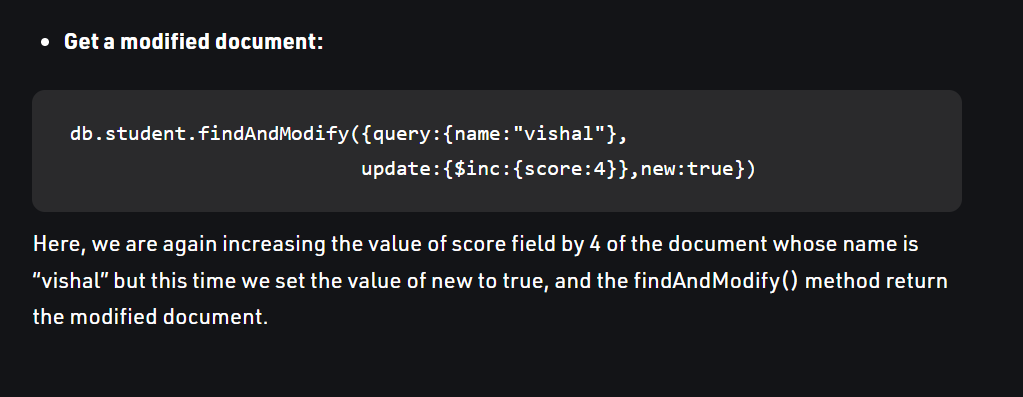 • Get a modified document:
db.student.findAndModify({query:{name:"vishal"},
update:{$inc:{score:4}},new:true})
Here, we are again increasing the value of score field by 4 of the document whose name is
“vishal” but this time we set the value of new to true, and the findAndModify() method return
the modified document.